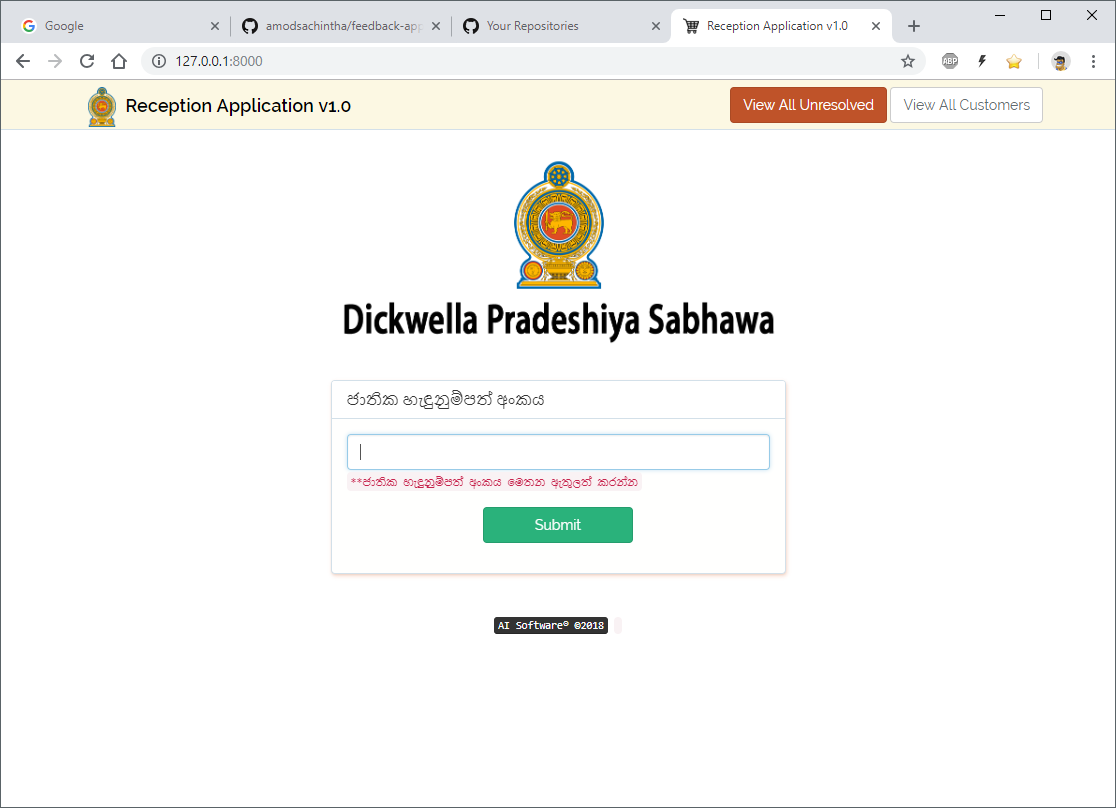 Google
amodsachintha/feedback-app
Your Repositories
Reception Application v1.0
127.0.0.1:8000
ABP
Reception Application v1.0
View All Unresolved
View All Customers
Dickwella Pradeshiya Sabhawa
ජාතික හැඳුනුම්පත් අංකය
**ජාතික හැඳුනුම්පත් අංකය මෙතන ඇතුලත් කරන්න
Submit
AI Software® ©2018